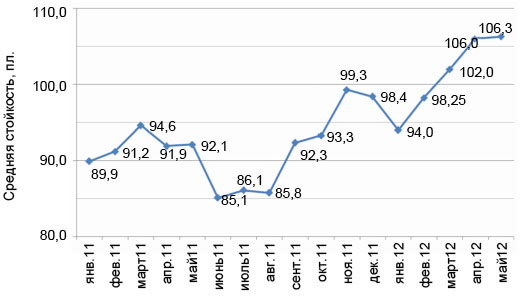 110,0
100,0
90,0
80,0
Средняя стойкость, пл.
89,9
91,2
94,6
91,9
92,1
85,1
86,1
85,8
92,3
93,3
99,3
98,4
94,0
98,25
102,0
106,0
106,3
янв.11
фев.11
март11
апр.11
май11
июнь11
июль11
авг.11
сент.11
окт.11
ноя.11
дек.11
янв.12
фев.12
март12
апр.12
май12